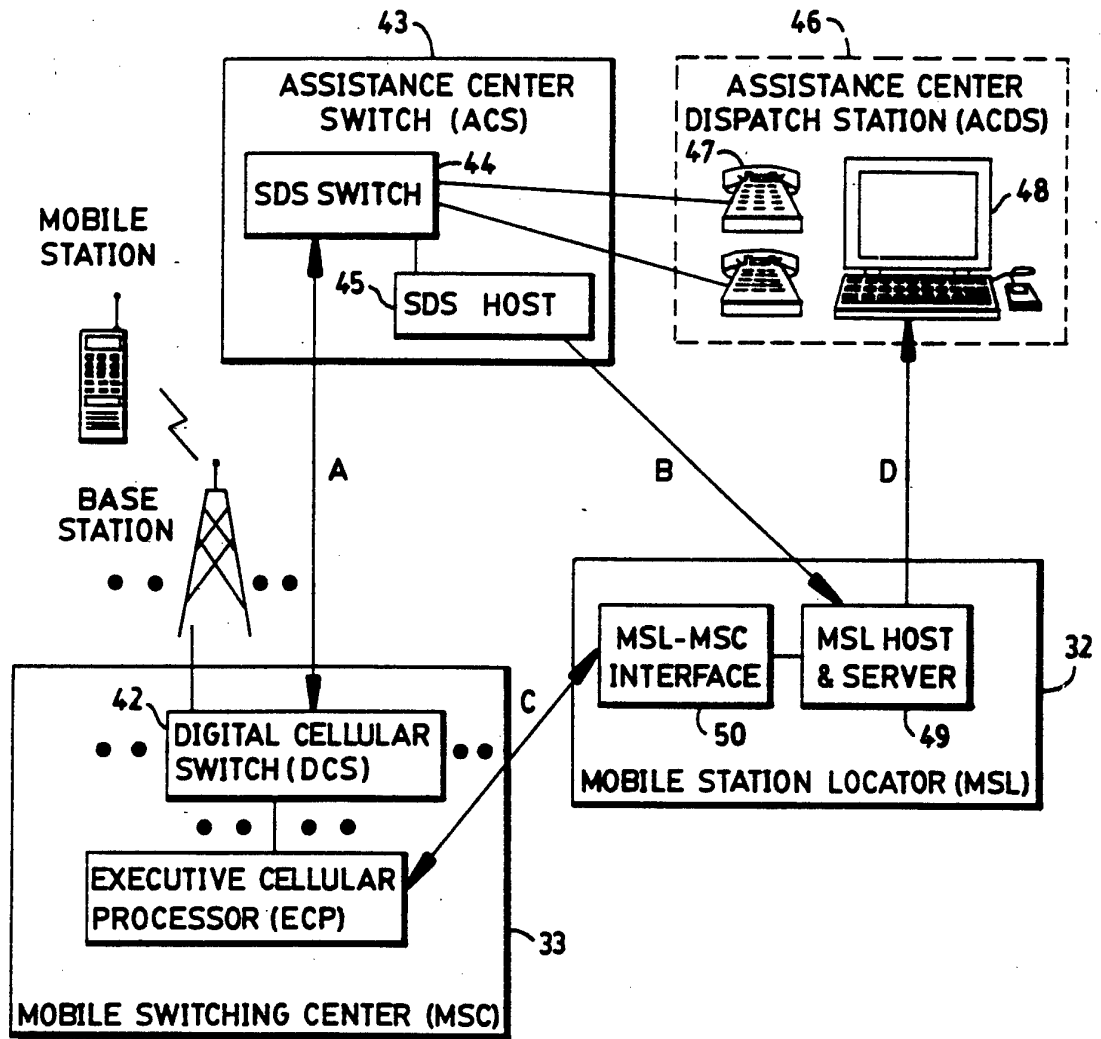 43
46
ASSISTANCE CENTER
SWITCH (ACS)
44
SDS SWITCH
45
SDS HOST
ASSISTANCE CENTER
DISPATCH STATION (ACDS)
47
48
MOBILE
STATION
BASE
STATION
A
B
D
C
MSL-MSC
INTERFACE
50
MSL HOST
& SERVER
49
32
MOBILE STATION LOCATOR (MSL)
42
DIGITAL CELLULAR
SWITCH (DCS)
EXECUTIVE CELLULAR
PROCESSOR (ECP)
33
MOBILE SWITCHING CENTER (MSC)